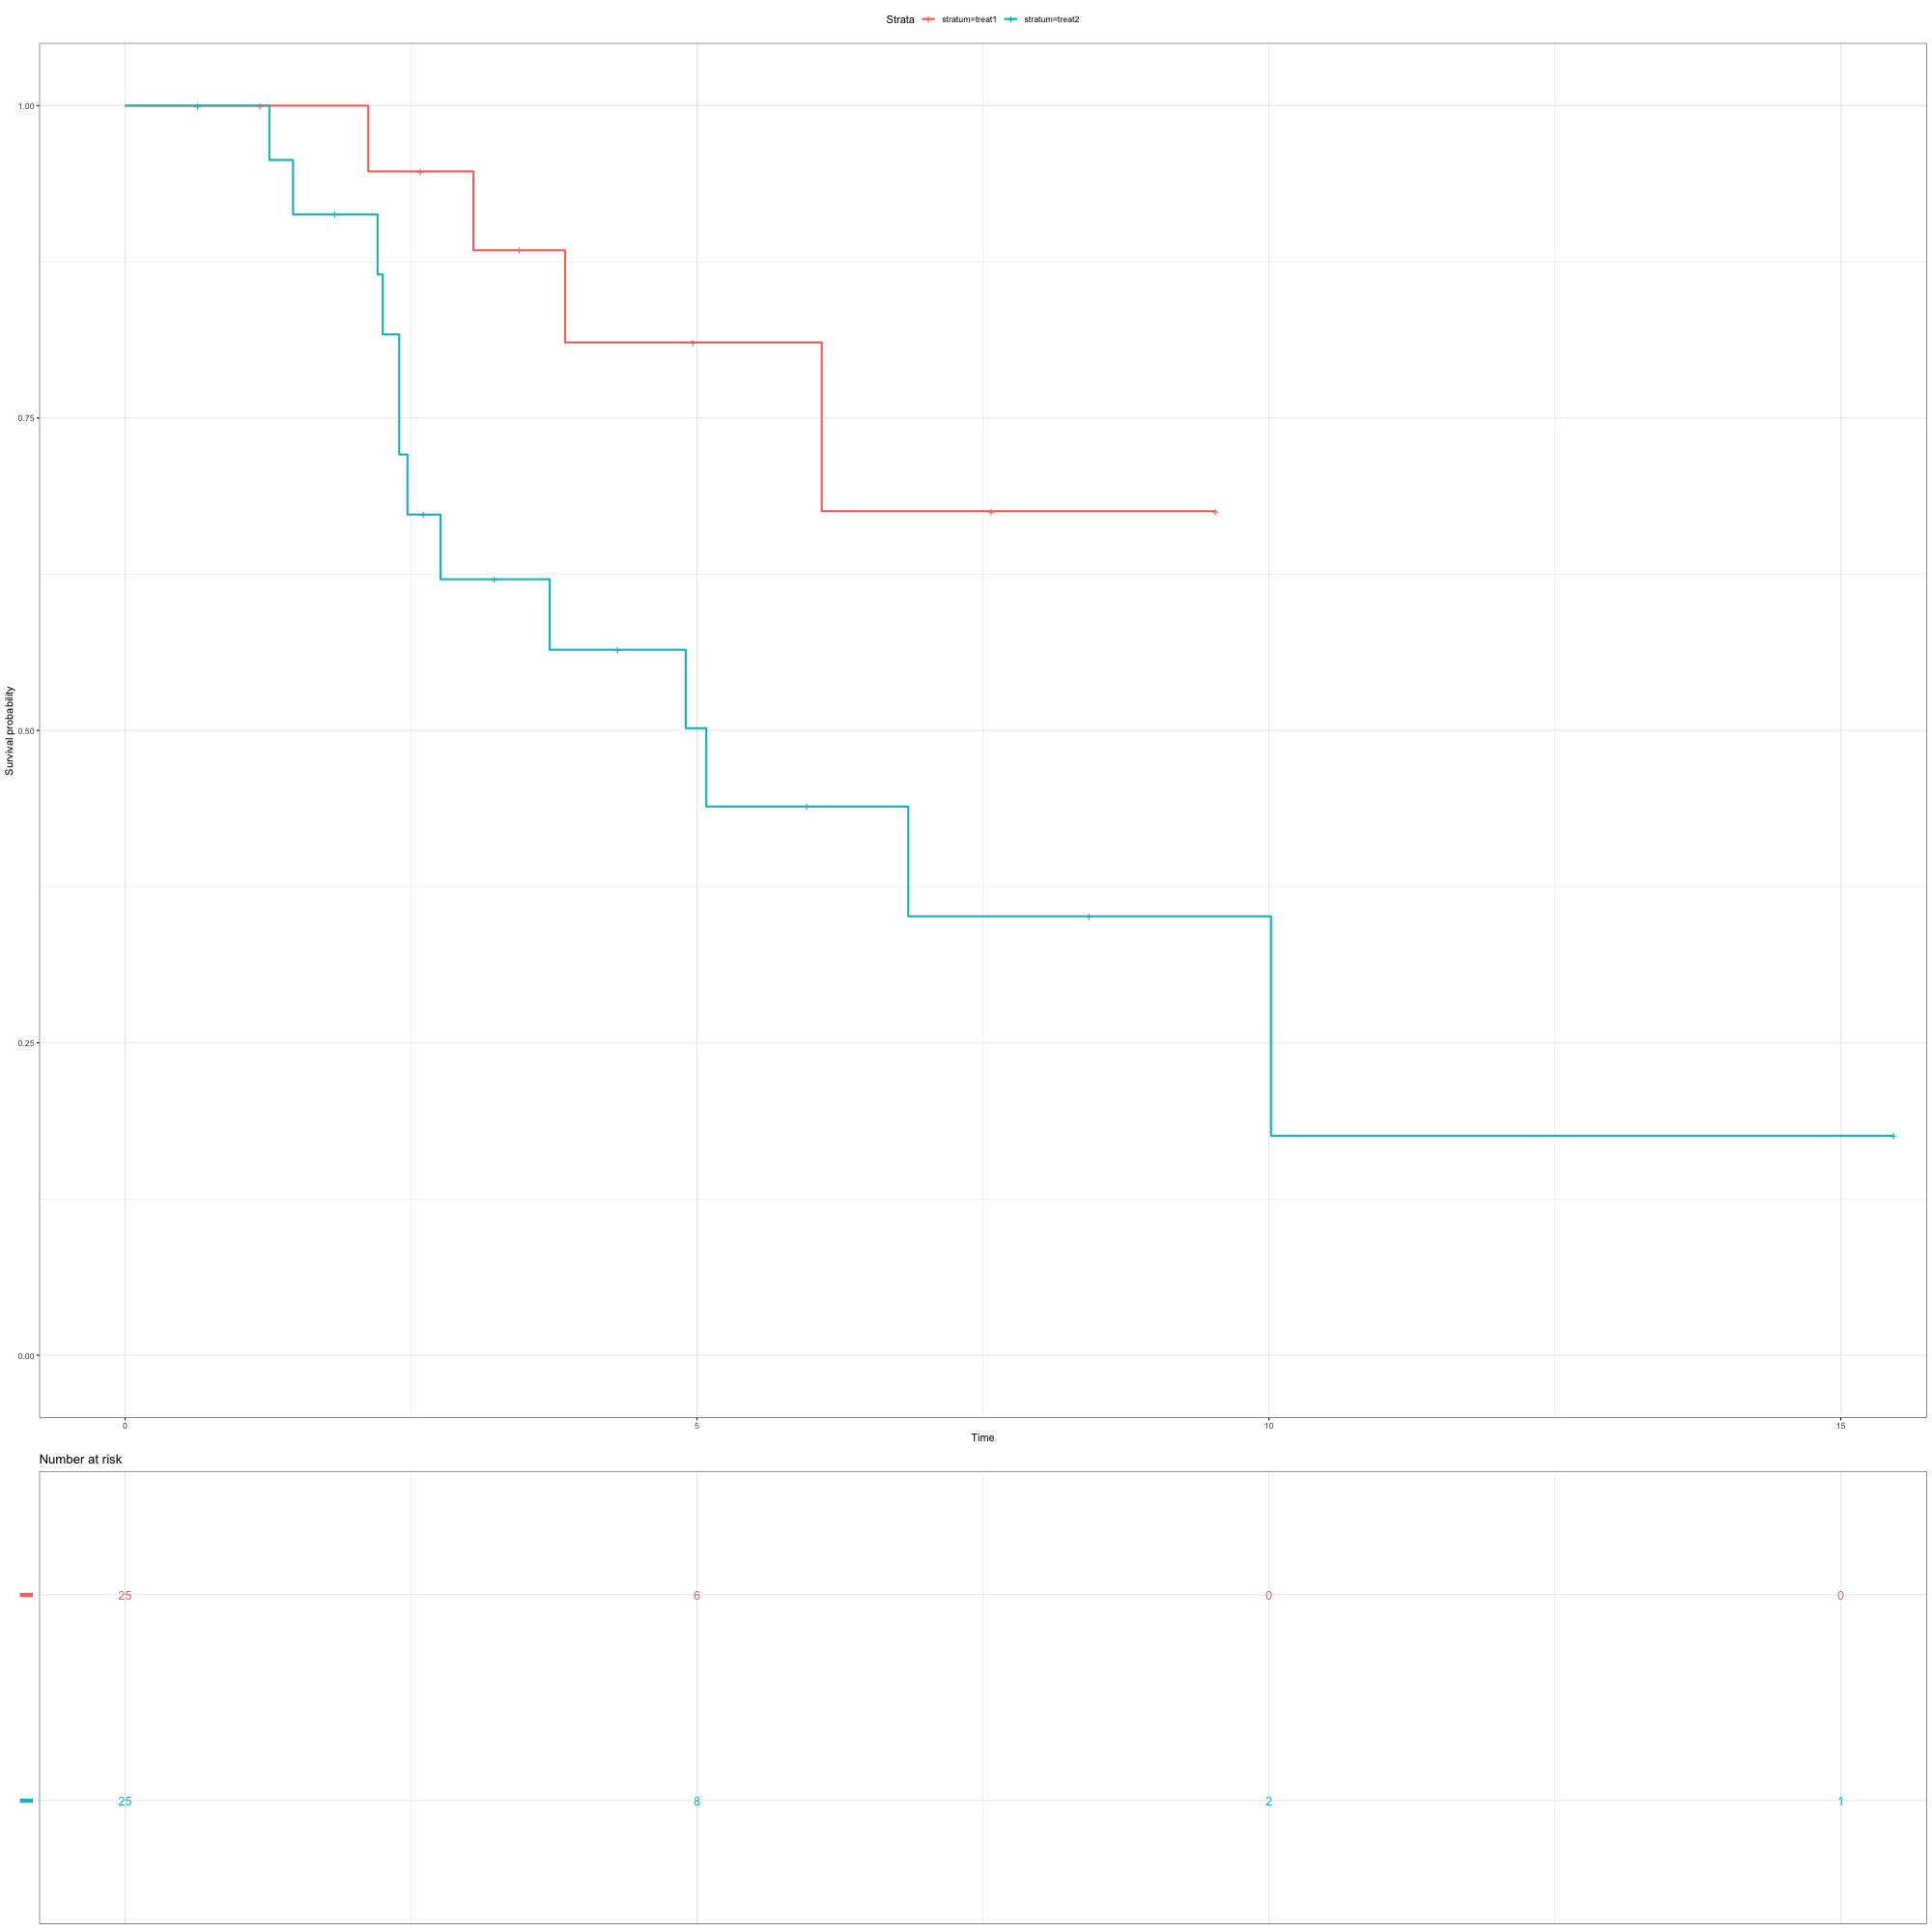 Strata stratum=treat1 stratum=treat2
1.00
0.75
0.50
0.25
0.00
Survival probability
0 5 10 15
Time
Number at risk
25 6 0 0
25 8 2 1